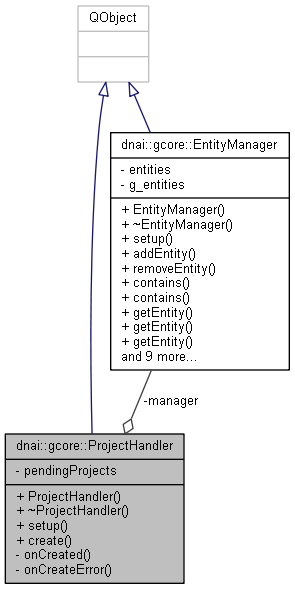 QObject
dnai::gcore::EntityManager
- entities
- g_entities
+ EntityManager()
+ ~EntityManager()
+ setup()
+ addEntity()
+ removeEntity()
+ contains()
+ contains()
+ getEntity()
+ getEntity()
+ getEntity()
and 9 more...
-manager
dnai::gcore::ProjectHandler
- pendingProjects
+ ProjectHandler()
+ ~ProjectHandler()
+ setup()
+ create()
- onCreated()
- onCreateError()